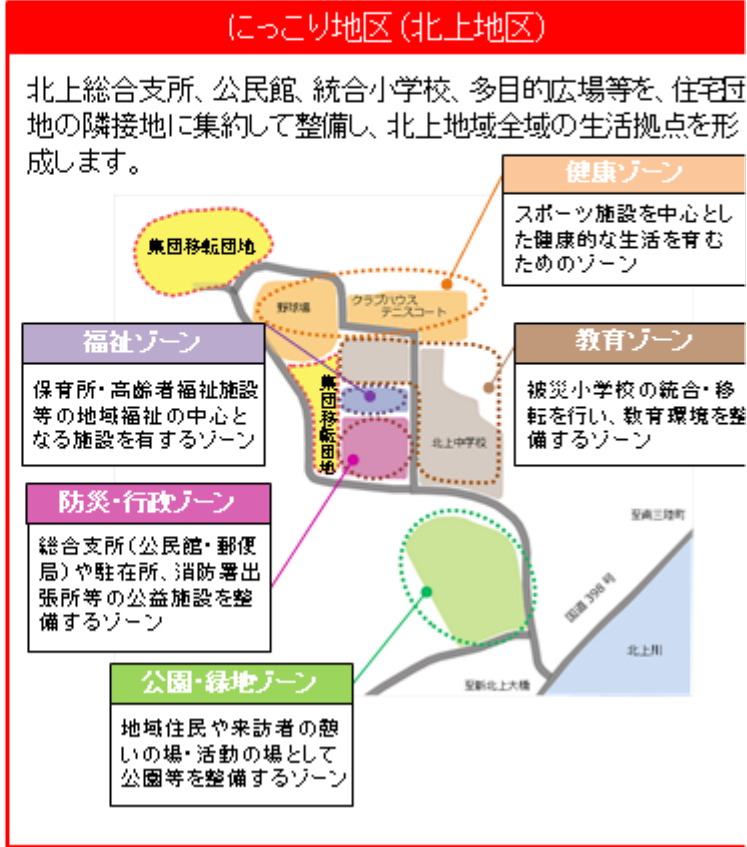 にっこり地区(北上地区)
北上総合支所、公民館、統合小学校、多目的広場等を、住宅団
地の隣接地に集約して整備し、北上地域全域の生活拠点を形
成します。
健康ゾーン
スポーツ施設を中心とし
た健康的な生活を育む
ためのゾーン
集団移転団地
野球場
クラブハウス
テニスコート
福祉ゾーン
保育所・高齢者福祉施設
等の地域福祉の中心と
なる施設を有するゾーン
教育ゾーン
被災小学校の統合・移
転を行い、教育環境を整
備するゾーン
集団移転団地
北上中学校
防災・行政ゾーン
総合支所(公民館・郵便
局)や駐在所、消防署出
張所等の公益施設を整
備するゾーン
至南三陸町
国道398号
北上川
至新北上大橋
公園・緑地ゾーン
地域住民や来訪者の憩
いの場・活動の場として
公園等を整備するゾーン